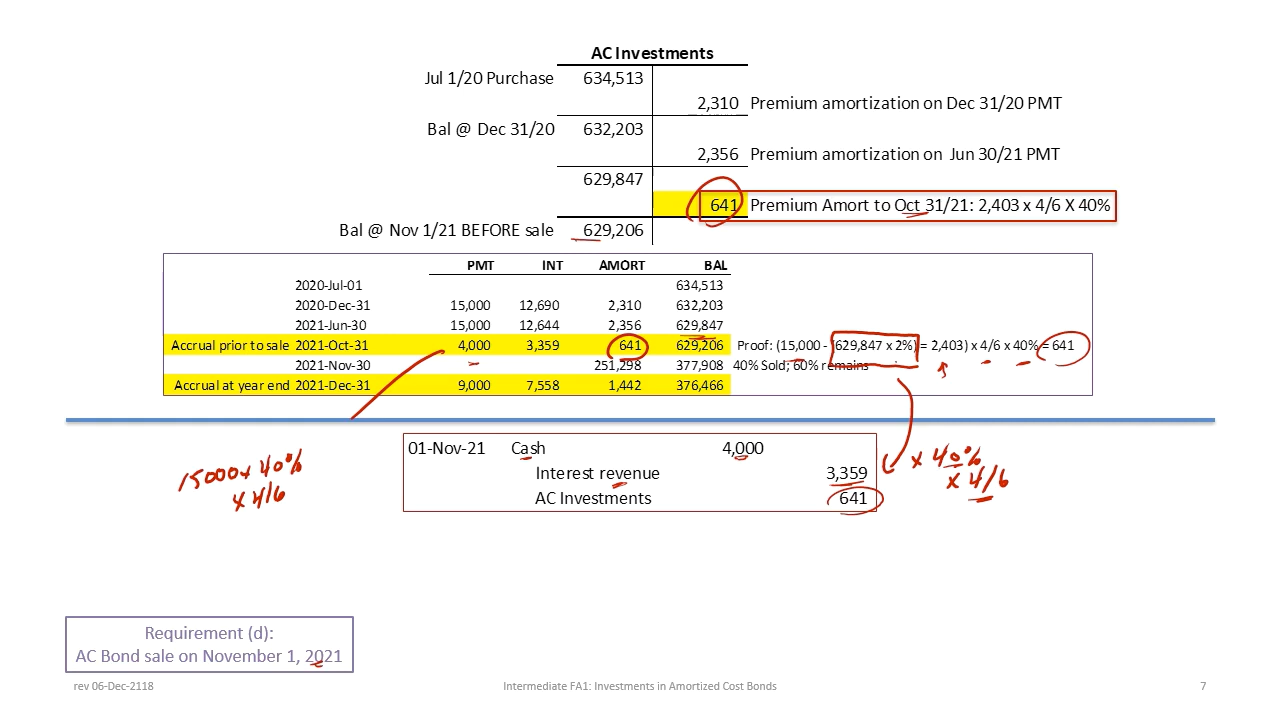 AC Investments
Jul 1/20 Purchase 634,513
2,310 Premium amortization on Dec 31/20 PMT
Bal @ Dec 31/20 632,203
2,356 Premium amortization on Jun 30/21 PMT
629,847
641 Premium Amort to Oct 31/21: 2,403 x 4/6 X 40%
Bal @ Nov 1/21 BEFORE sale 629,206
PMT INT AMORT BAL
2020-Jul-01 634,513
2020-Dec-31 15,000 12,690 2,310 632,203
2021-Jun-30 15,000 12,644 2,356 629,847
Accrual prior to sale 2021-Oct-31 4,000 3,359 641 629,206 Proof: (15,000 - (629,847 x 2%) = 2,403) x 4/6 x 40% = 641
2021-Nov-30 251,298 377,908 40% Sold; 60% remains
Accrual at year end 2021-Dec-31 9,000 7,558 1,442 376,466
01-Nov-21 Cash 4,000
Interest revenue 3,359
AC Investments 641
15000 x 40%
x 4/6
x 40%
x 4/6
Requirement (d):
AC Bond sale on November 1, 2021
rev 06-Dec-2118 Intermediate FA1: Investments in Amortized Cost Bonds 7